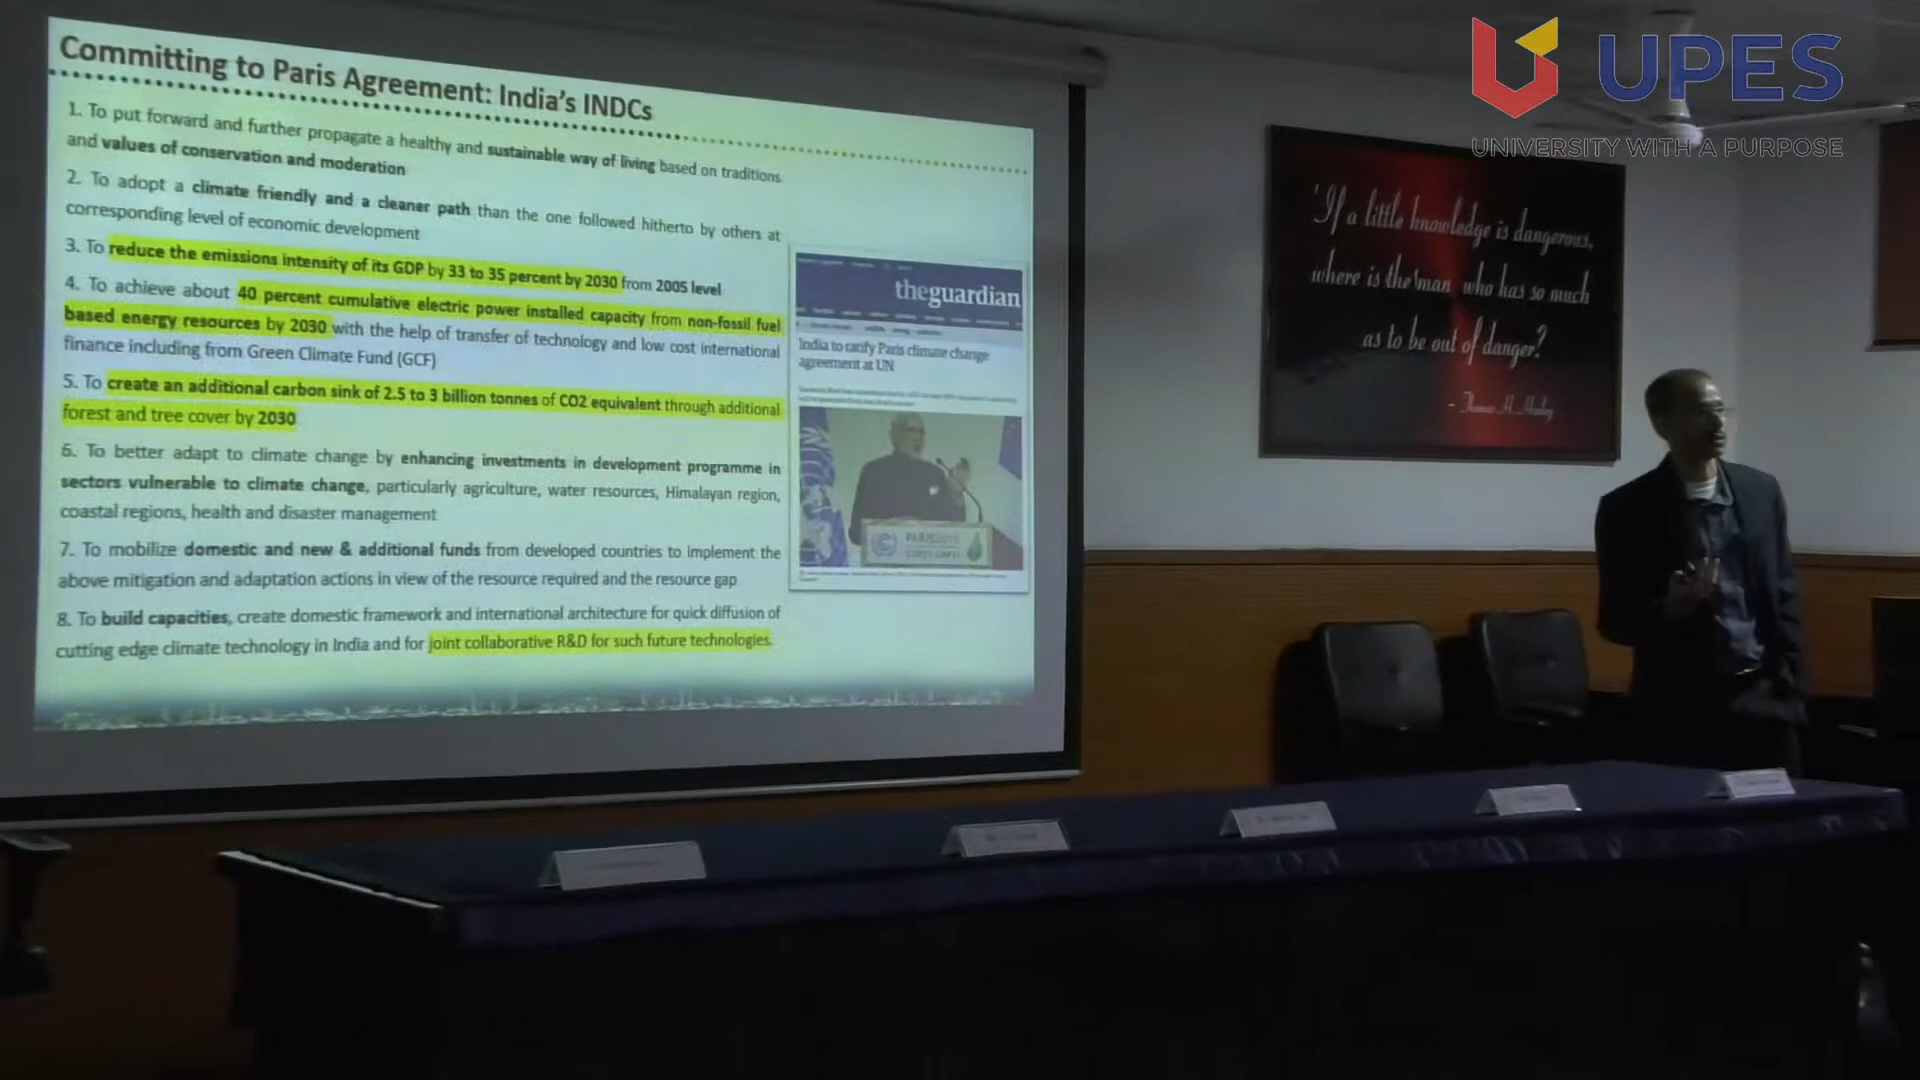 Committing to Paris Agreement: India's INDCs
1. To put forward and further propagate a healthy and sustainable way of living based on traditions
and values of conservation and moderation
2. To adopt a climate friendly and a cleaner path than the one followed hitherto by others at
corresponding level of economic development
3. To reduce the emissions intensity of its GDP by 33 to 35 percent by 2030 from 2005 level
4. To achieve about 40 percent cumulative electric power installed capacity from non-fossil fuel
based energy resources by 2030 with the help of transfer of technology and low cost international
finance including from Green Climate Fund (GCF)
5. To create an additional carbon sink of 2.5 to 3 billion tonnes of CO2 equivalent through additional
forest and tree cover by 2030
6. To better adapt to climate change by enhancing investments in development programme in
sectors vulnerable to climate change, particularly agriculture, water resources, Himalayan region,
coastal regions, health and disaster management
7. To mobilize domestic and new & additional funds from developed countries to implement the
above mitigation and adaptation actions in view of the resource required and the resource gap
8. To build capacities, create domestic framework and international architecture for quick diffusion of
cutting edge climate technology in India and for joint collaborative R&D for such future technologies.
theguardian
India to ratify Paris climate change
agreement at UN
UPES
UNIVERSITY WITH A PURPOSE
'If a little knowledge is dangerous,
where is the man who has so much
as to be out of danger?